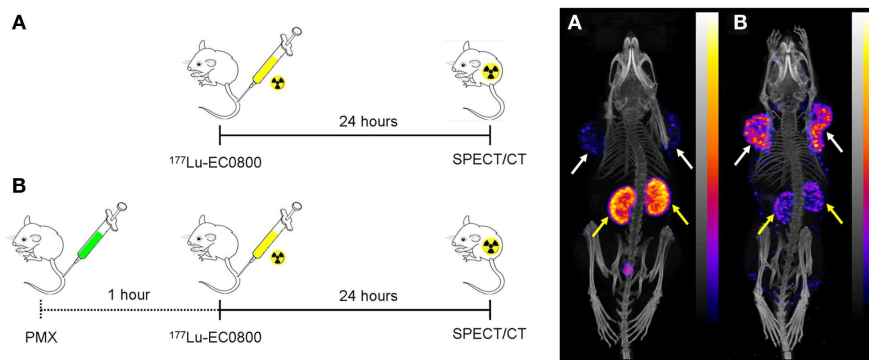 A
24 hours
¹⁷⁷Lu-EC0800
SPECT/CT
B
1 hour
24 hours
PMX
¹⁷⁷Lu-EC0800
SPECT/CT
A
B